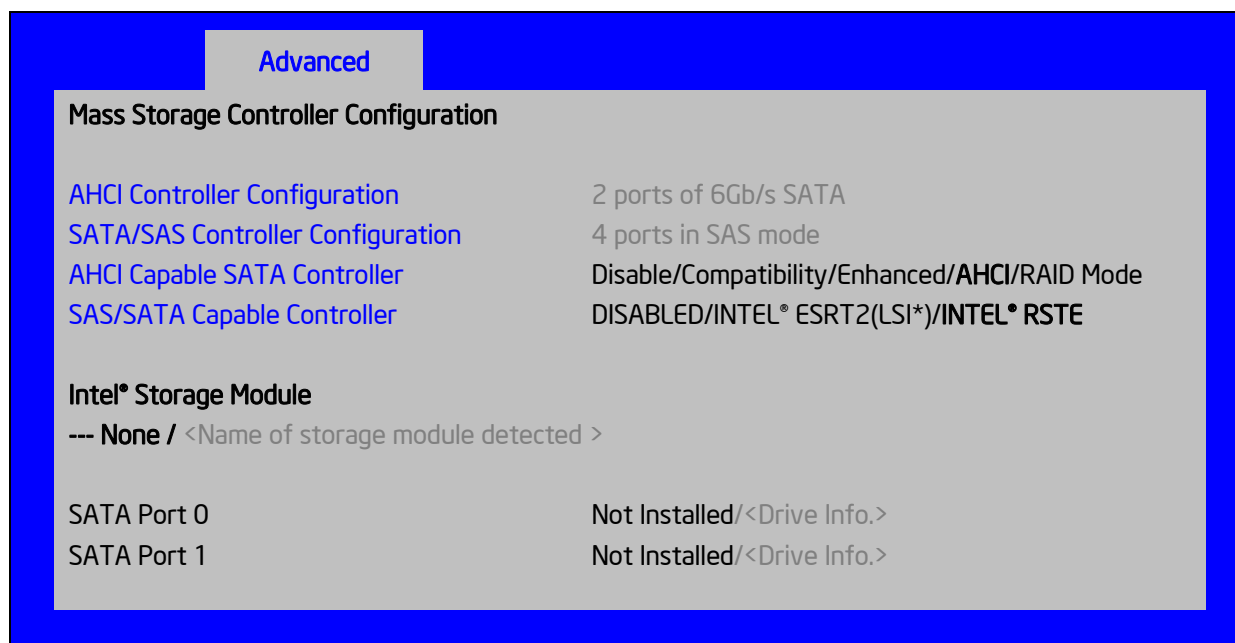 Advanced
Mass Storage Controller Configuration
AHCI Controller Configuration 2 ports of 6Gb/s SATA
SATA/SAS Controller Configuration 4 ports in SAS mode
AHCI Capable SATA Controller Disable/Compatibility/Enhanced/AHCI/RAID Mode
SAS/SATA Capable Controller DISABLED/INTEL® ESRT2(LSI*)/INTEL® RSTE
Intel® Storage Module
--- None / <Name of storage module detected >
SATA Port 0 Not Installed/<Drive Info.>
SATA Port 1 Not Installed/<Drive Info.>